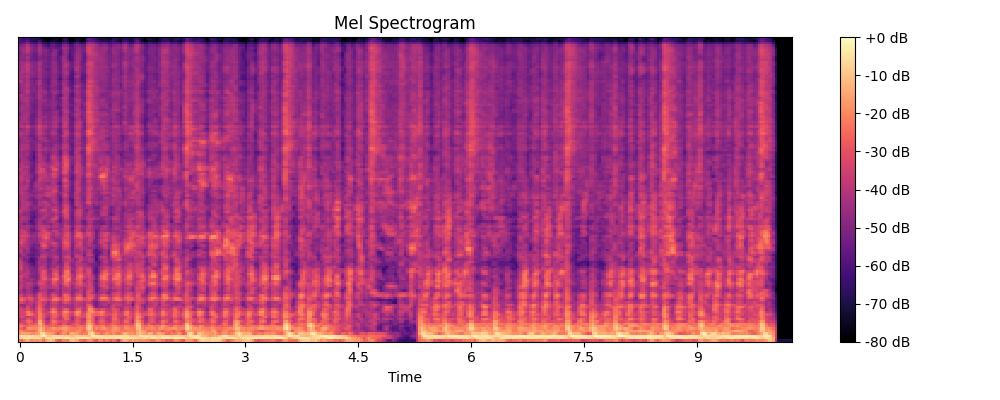 Mel Spectrogram
+0 dB
-10 dB
-20 dB
-30 dB
-40 dB
-50 dB
-60 dB
-70 dB
-80 dB
0 1.5 3 4.5 6 7.5 9
Time